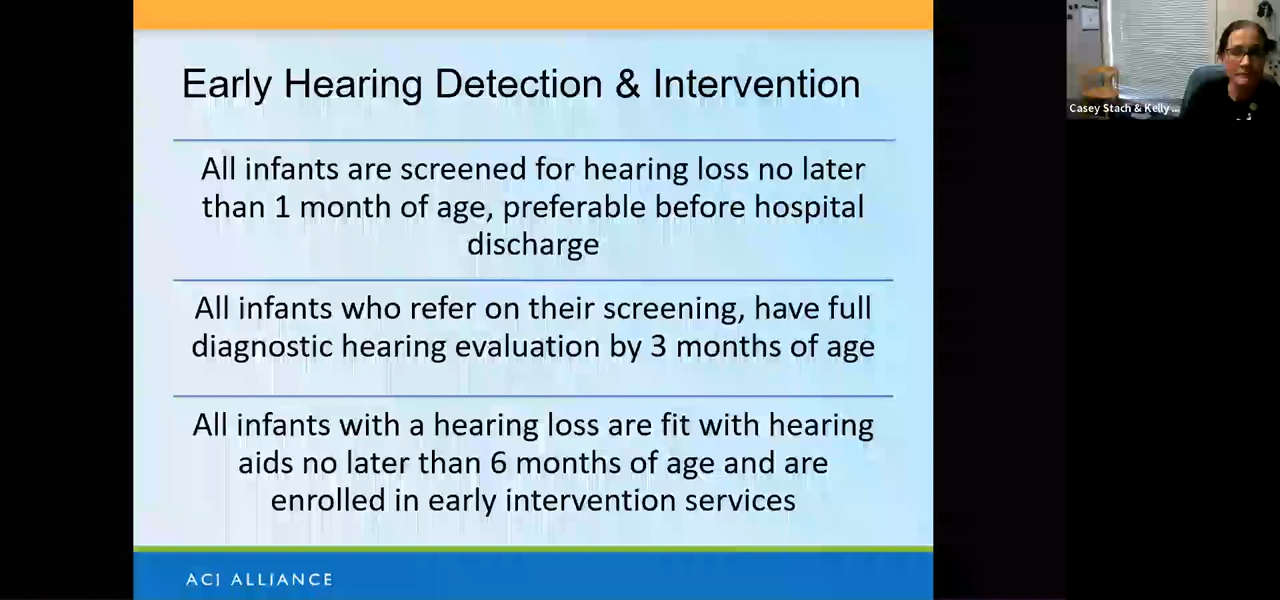 Early Hearing Detection & Intervention
All infants are screened for hearing loss no later
than 1 month of age, preferable before hospital
discharge
All infants who refer on their screening, have full
diagnostic hearing evaluation by 3 months of age
All infants with a hearing loss are fit with hearing
aids no later than 6 months of age and are
enrolled in early intervention services
ACI ALLIANCE
Casey Stach & Kelly ...